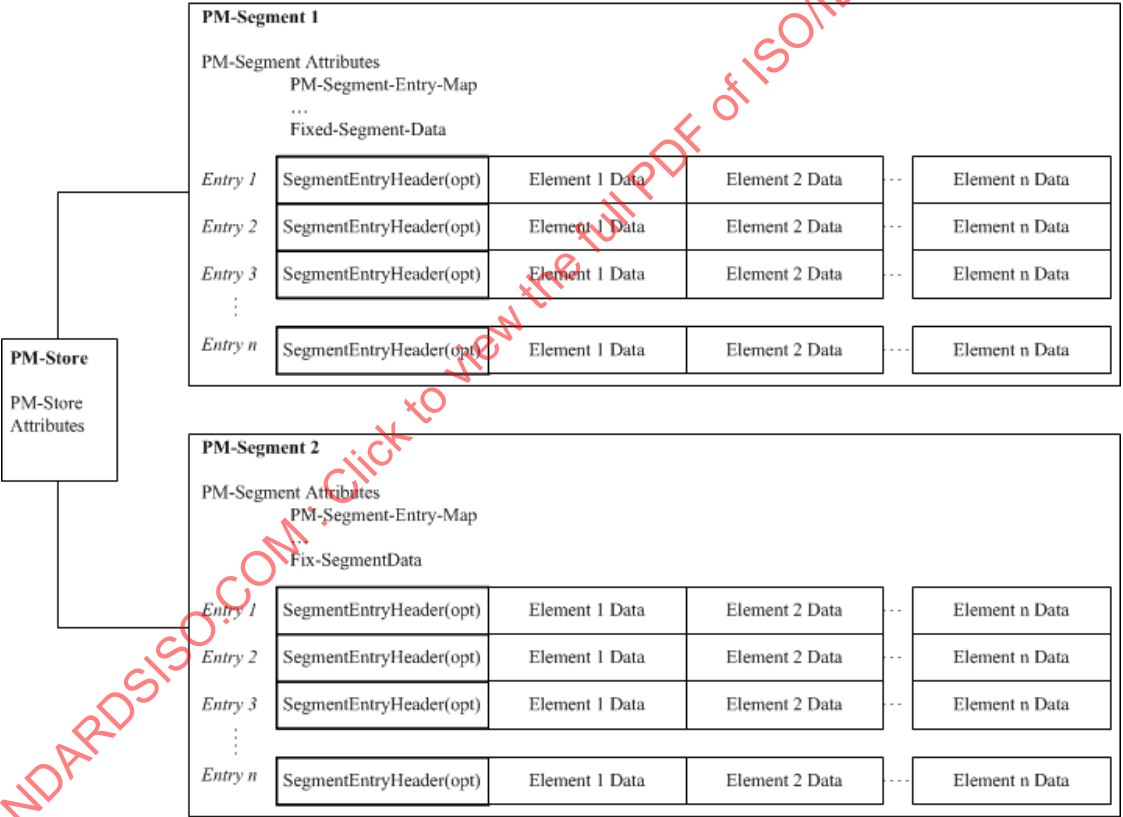 PM-Segment 1
PM-Segment Attributes
PM-Segment-Entry-Map
...
Fixed-Segment-Data
Entry 1 SegmentEntryHeader(opt) Element 1 Data Element 2 Data Element n Data
Entry 2 SegmentEntryHeader(opt) Element 1 Data Element 2 Data Element n Data
Entry 3 SegmentEntryHeader(opt) Element 1 Data Element 2 Data Element n Data
Entry n SegmentEntryHeader(opt) Element 1 Data Element 2 Data Element n Data
PM-Store
PM-Store
Attributes
PM-Segment 2
PM-Segment Attributes
PM-Segment-Entry-Map
...
Fix-SegmentData
Entry 1 SegmentEntryHeader(opt) Element 1 Data Element 2 Data Element n Data
Entry 2 SegmentEntryHeader(opt) Element 1 Data Element 2 Data Element n Data
Entry 3 SegmentEntryHeader(opt) Element 1 Data Element 2 Data Element n Data
Entry n SegmentEntryHeader(opt) Element 1 Data Element 2 Data Element n Data
NDARDSISO.COM : Click to view the full PDF of ISO/